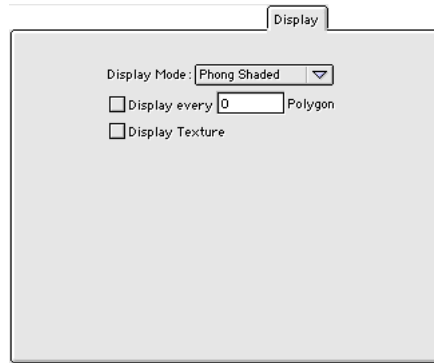 Display
Display Mode: Phong Shaded
Display every 0 Polygon
Display Texture